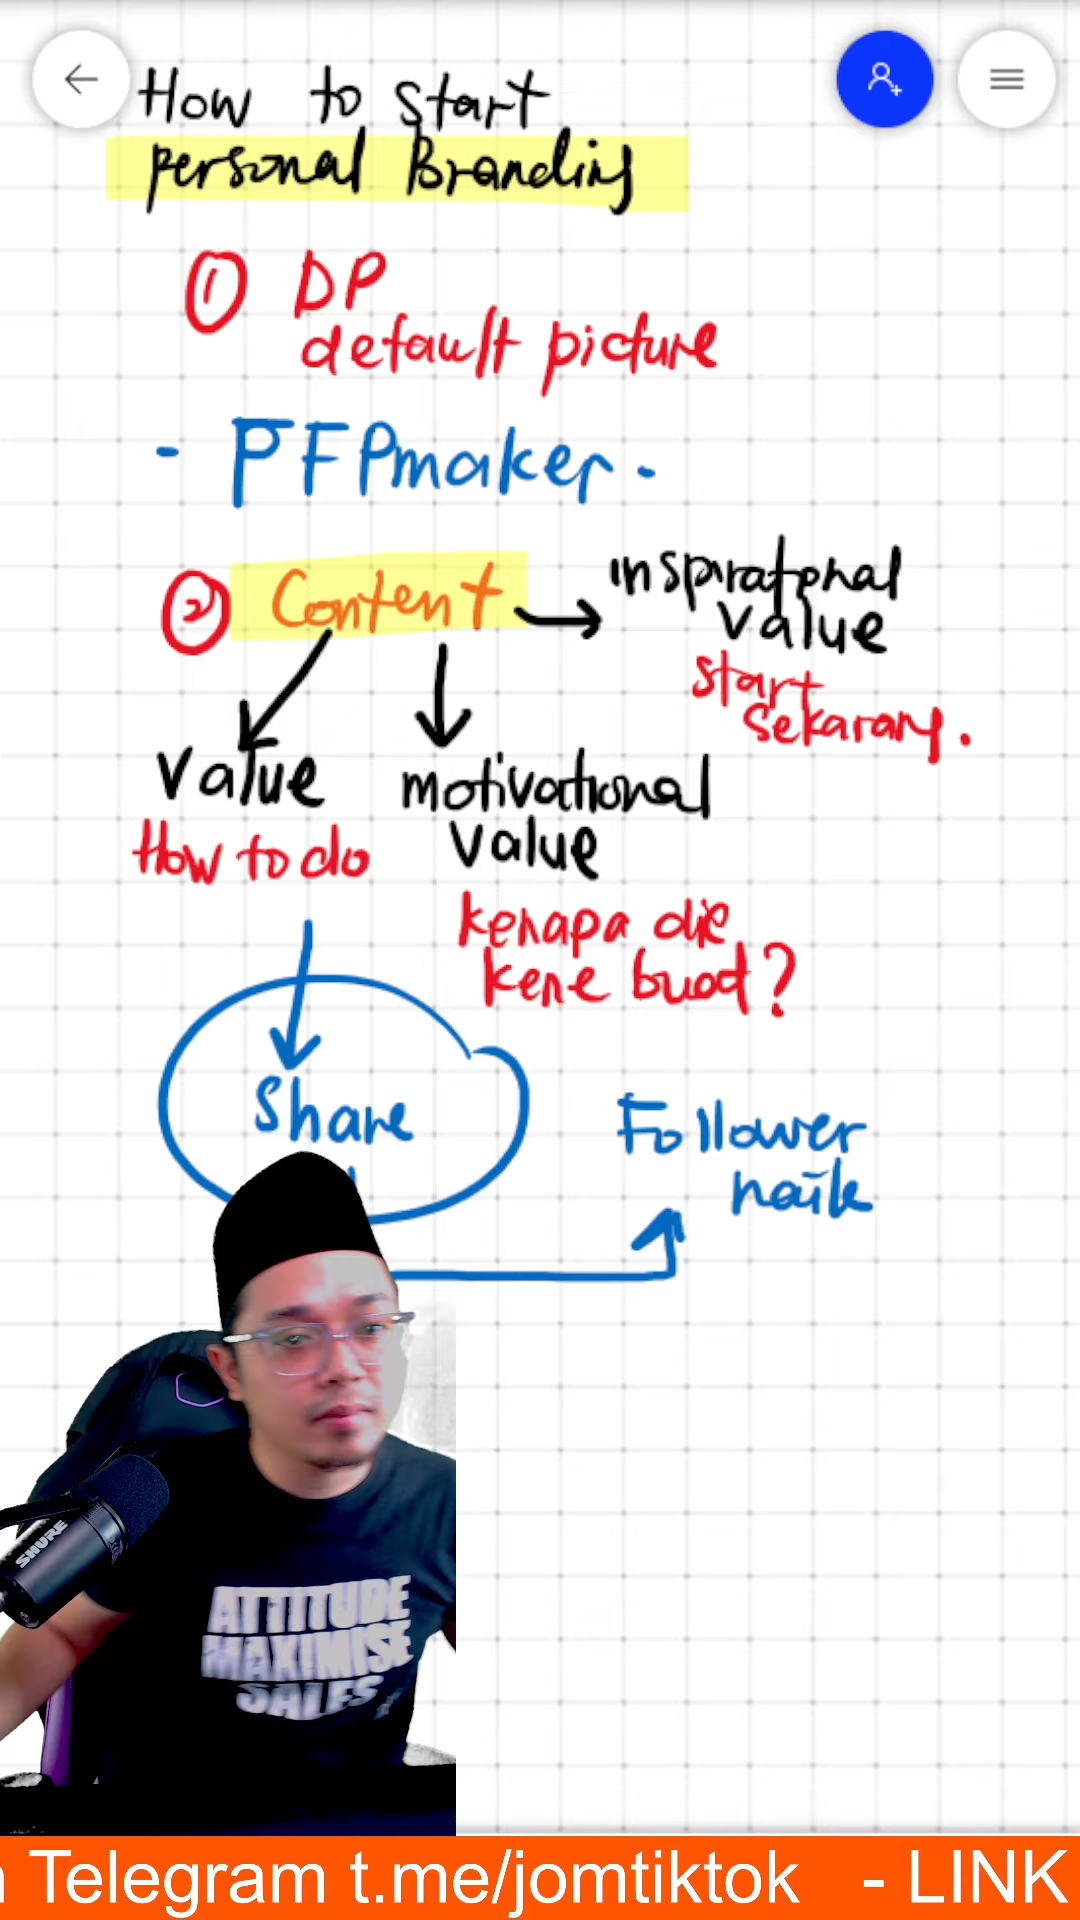 How to start
personal Branding
① DP
default picture
- PFPmaker.
② Content → inspirational
value
start
sekarang.
Value
How to do
motivational
value
kenapa die
kene buat?
Share
Follower
naik
SHURE
ATTITUDE
MAXIMISE
SALES
Telegram t.me/jomtiktok - LINK